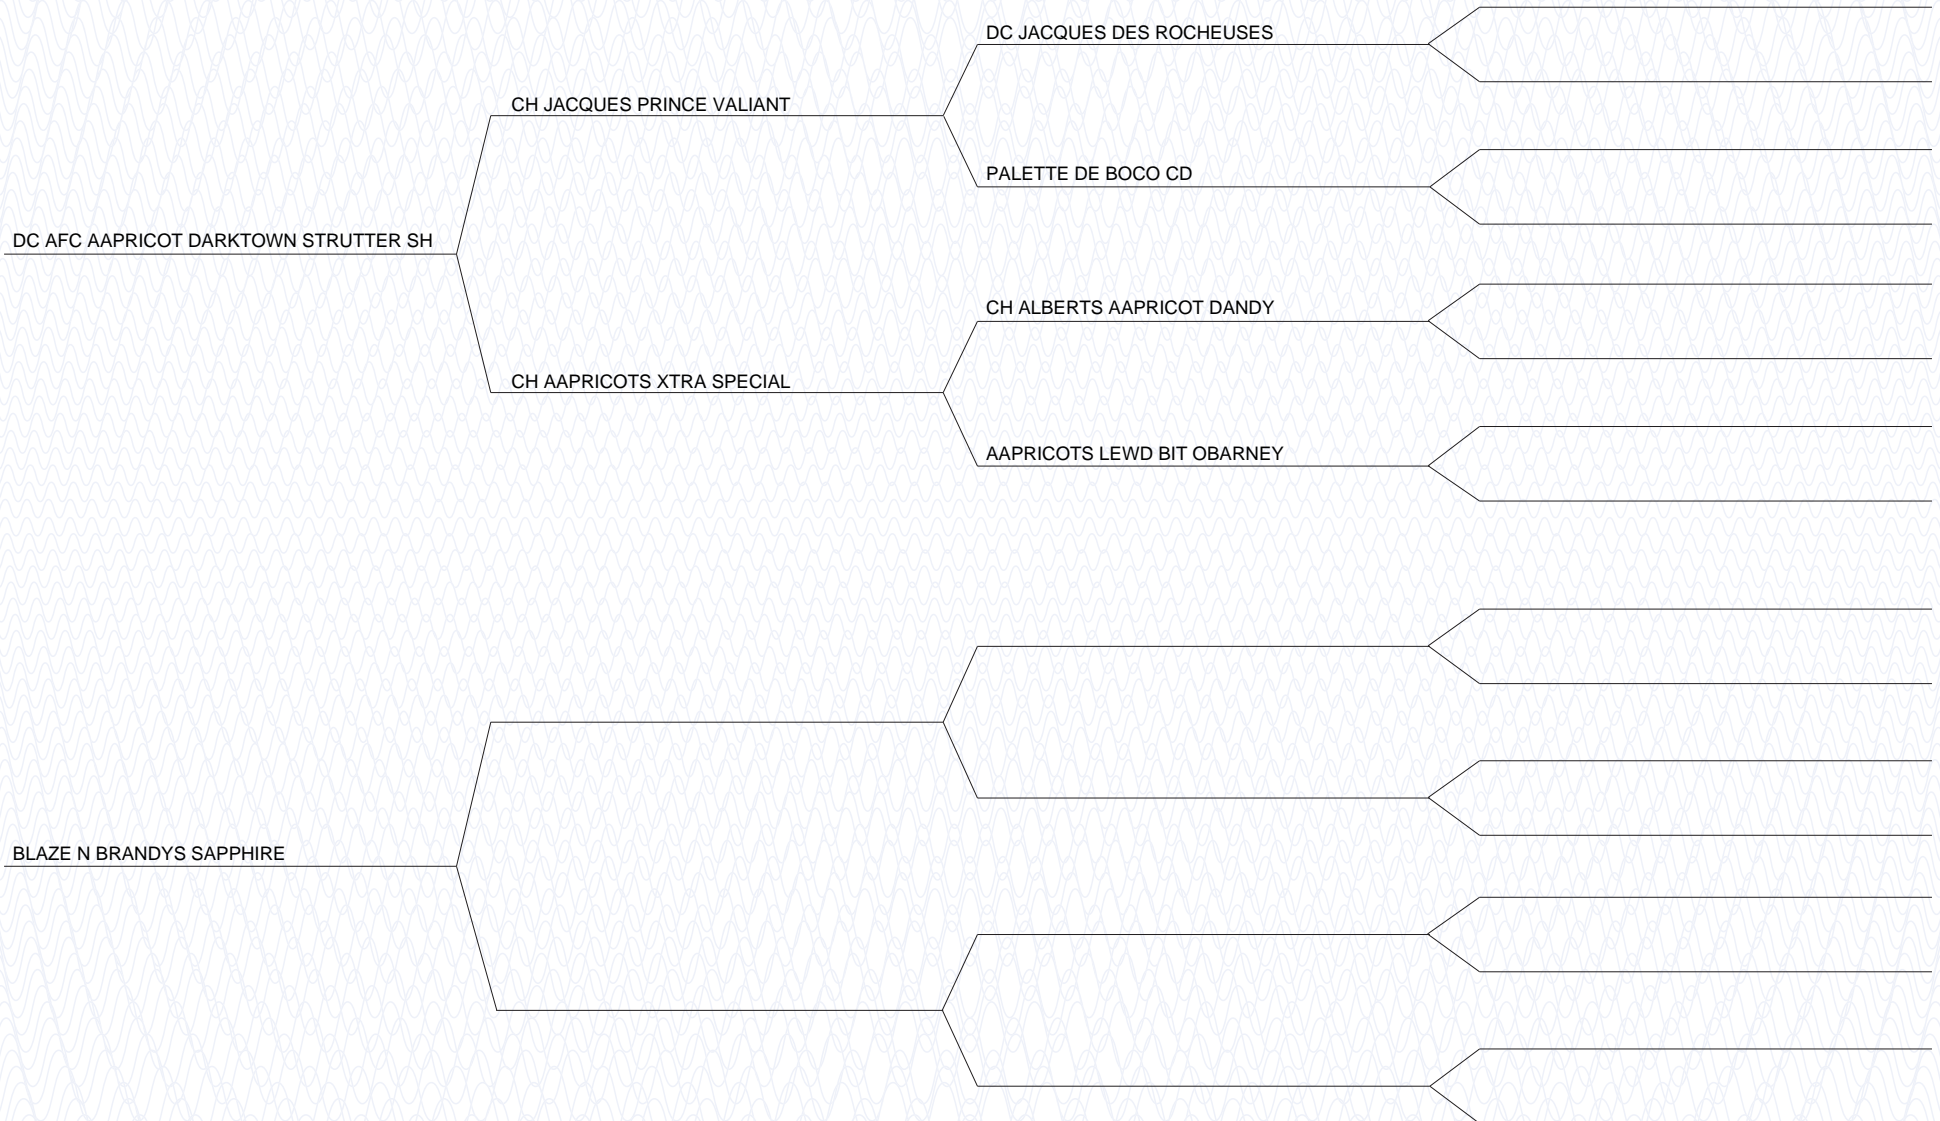 DC JACQUES DES ROCHEUSES
CH JACQUES PRINCE VALIANT
PALETTE DE BOCO CD
DC AFC AAPRICOT DARKTOWN STRUTTER SH
CH ALBERTS AAPRICOT DANDY
CH AAPRICOTS XTRA SPECIAL
AAPRICOTS LEWD BIT OBARNEY
BLAZE N BRANDYS SAPPHIRE